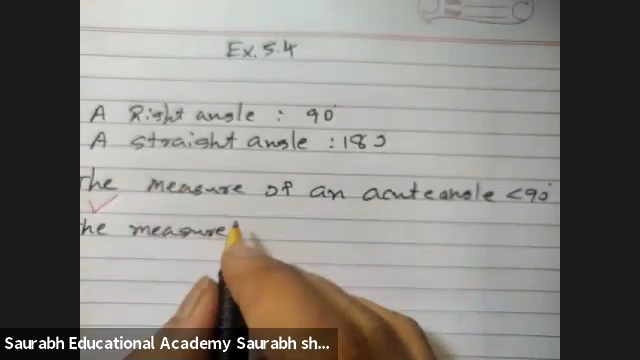 Ex. 5.4
A Right angle : 90°
A straight angle : 180
The measure of an acute angle < 90°
The measure
Saurabh Educational Academy Saurabh sh...